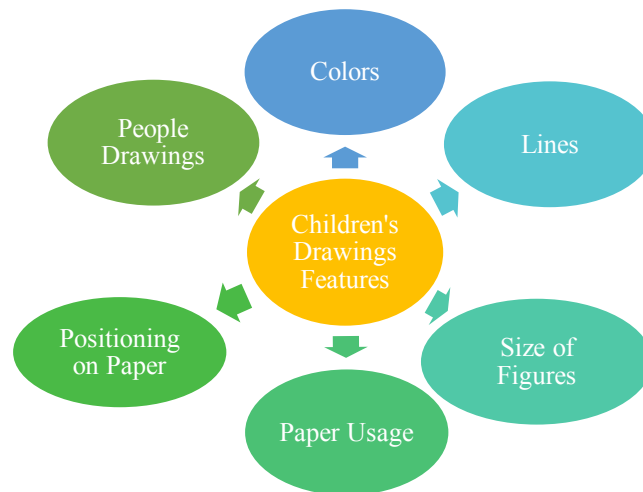 Colors
People
Drawings
Lines
Children's
Drawings
Features
Positioning
on Paper
Size of
Figures
Paper Usage